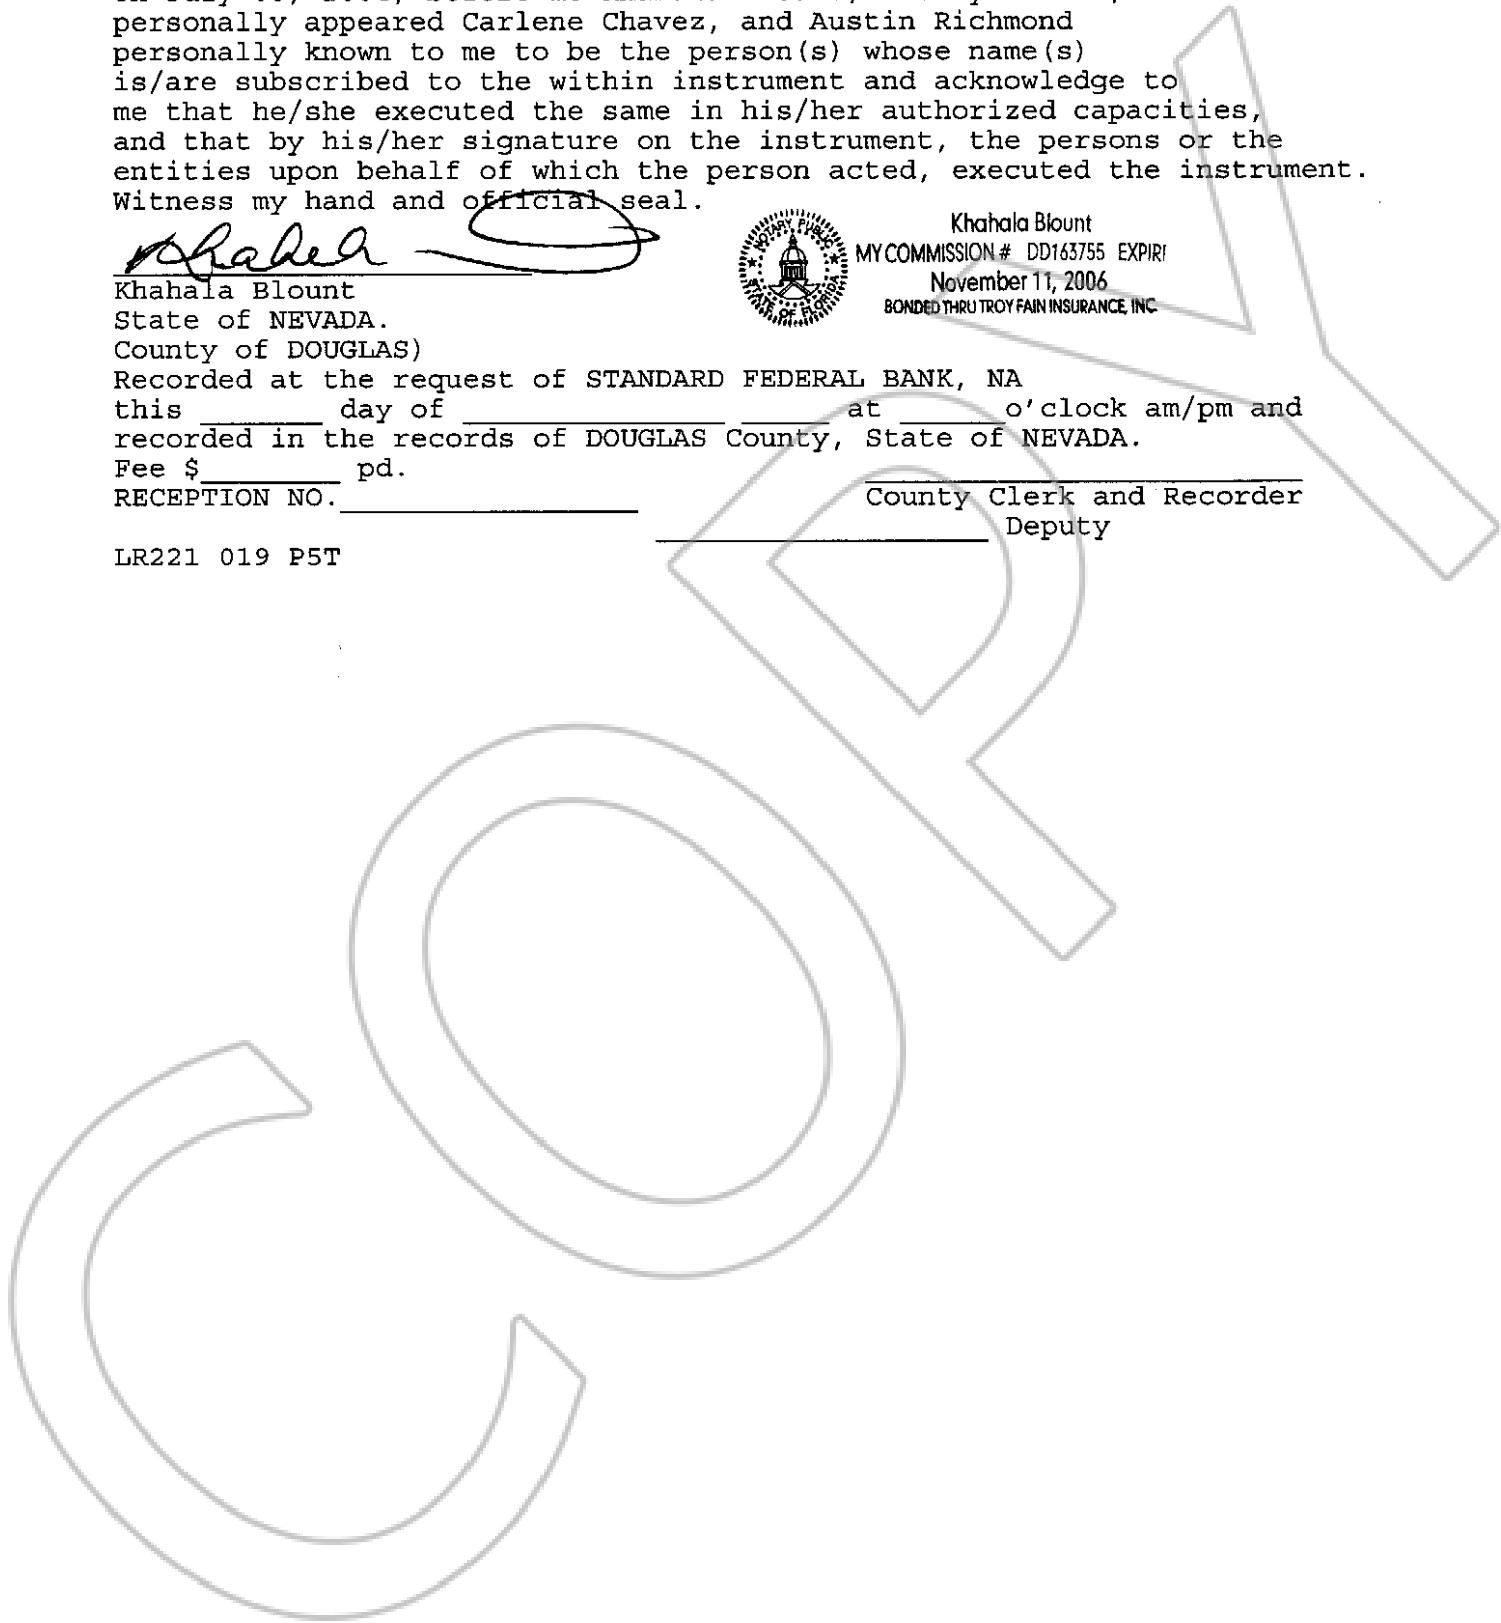 personally appeared Carlene Chavez, and Austin Richmond
personally known to me to be the person(s) whose name(s)
is/are subscribed to the within instrument and acknowledge to
me that he/she executed the same in his/her authorized capacities,
and that by his/her signature on the instrument, the persons or the
entities upon behalf of which the person acted, executed the instrument.
Witness my hand and official seal.
NOTARY PUBLIC
STATE OF FLORIDA
Khahala Blount
MY COMMISSION # DD163755 EXPIRI
November 11, 2006
BONDED THRU TROY FAIN INSURANCE, INC
Khahala Blount
State of NEVADA.
County of DOUGLAS)
Recorded at the request of STANDARD FEDERAL BANK, NA
this day of at o'clock am/pm and
recorded in the records of DOUGLAS County, State of NEVADA.
Fee $ pd.
RECEPTION NO. County Clerk and Recorder
Deputy
LR221 019 P5T
COPY